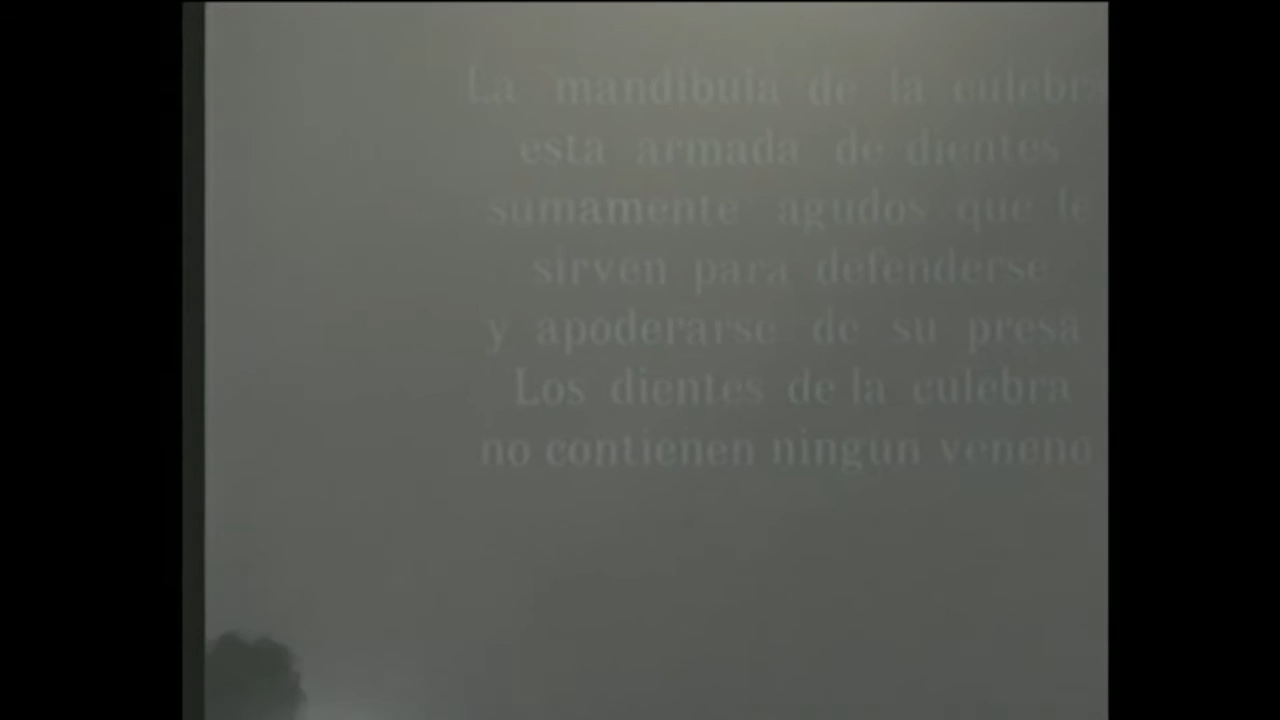 La mandibula de la culebra
esta armada de dientes
sumamente agudos que le
sirven para defenderse
y apoderarse de su presa
Los dientes de la culebra
no contienen ningun veneno